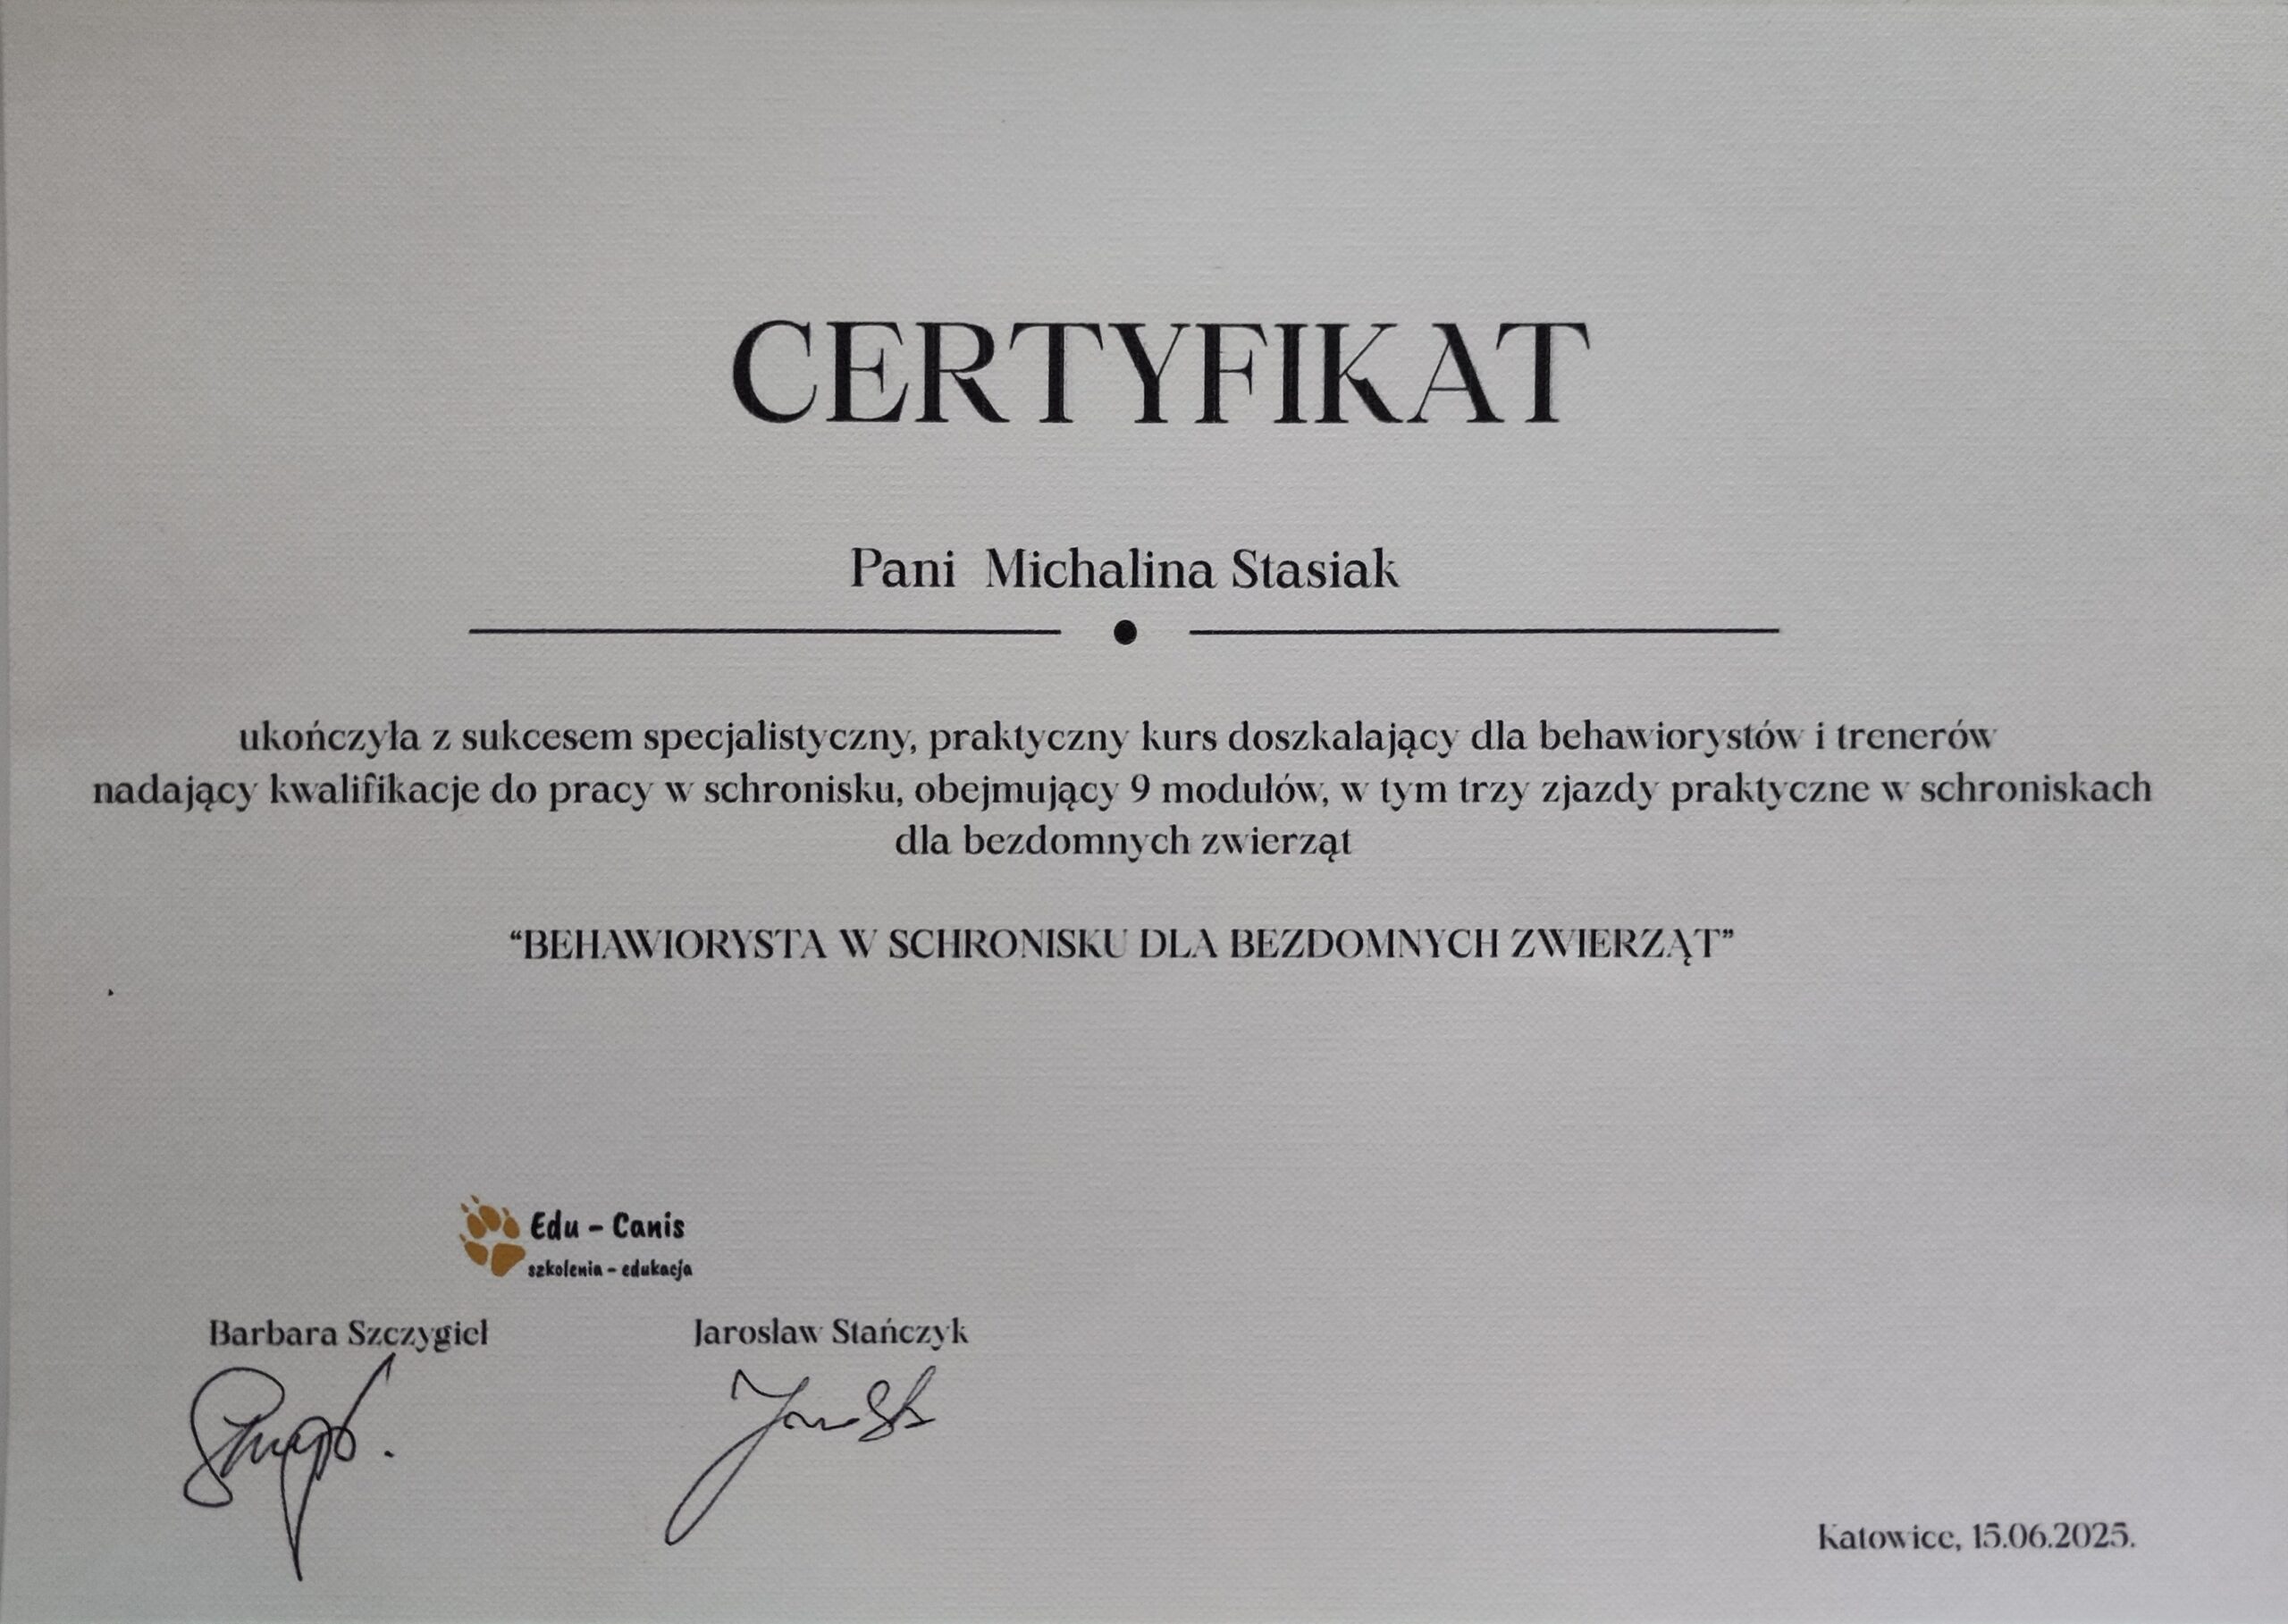 CERTYFIKAT
Pani Michalina Stasiak
ukończyła z sukcesem specjalistyczny, praktyczny kurs doszkalający dla behawiorystów i trenerów
nadający kwalifikacje do pracy w schronisku, obejmujący 9 modułów, w tym trzy zjazdy praktyczne w schroniskach
dla bezdomnych zwierząt
“BEHAWIORYSTA W SCHRONISKU DLA BEZDOMNYCH ZWIERZĄT”
Edu - Canis
szkolenia - edukacja
Barbara Szczygieł
Jarosław Stańczyk
Katowice, 15.06.2025.